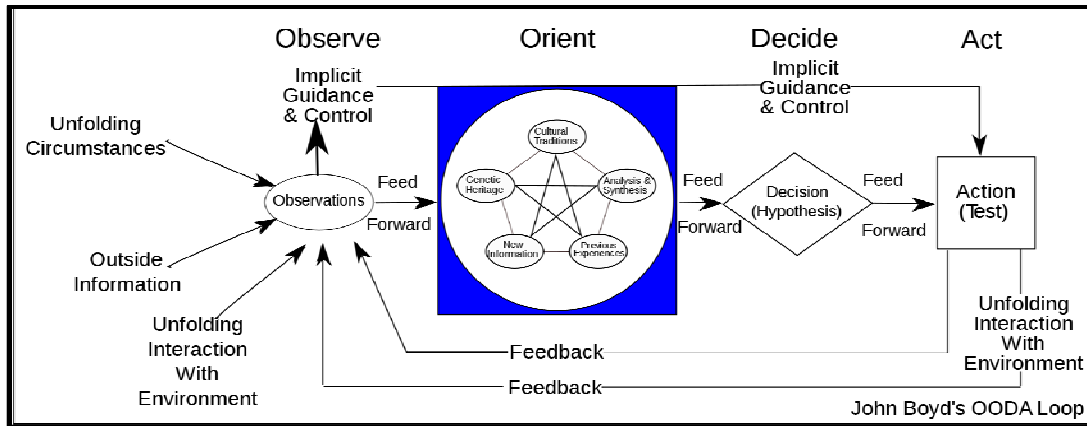 Observe
Orient
Decide
Act
Implicit
Guidance
& Control
Implicit
Guidance
& Control
Unfolding
Circumstances
Observations
Outside
Information
Unfolding
Interaction
With
Environment
Feed
Forward
Cultural
Traditions
Genetic
Heritage
Analysis &
Synthesis
New
Information
Previous
Experiences
Feed
Forward
Decision
(Hypothesis)
Feed
Forward
Action
(Test)
Unfolding
Interaction
With
Environment
Feedback
Feedback
John Boyd's OODA Loop